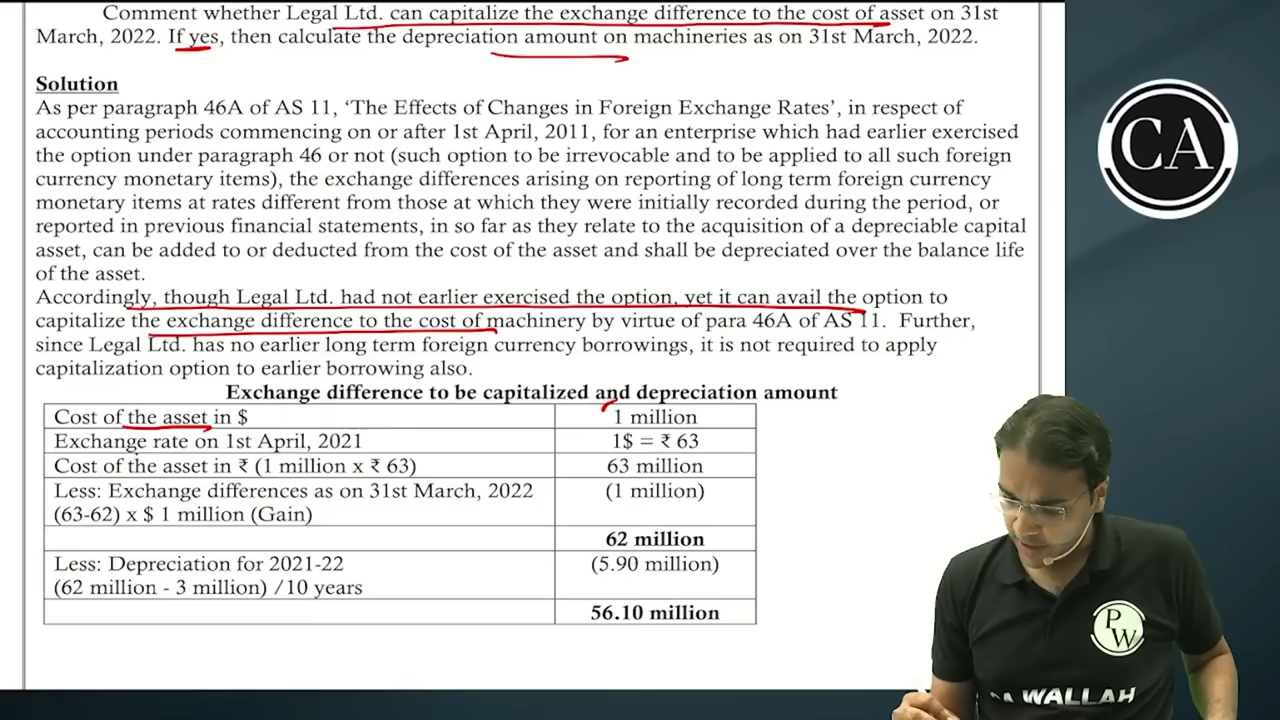 Comment whether Legal Ltd. can capitalize the exchange difference to the cost of asset on 31st
March, 2022. If yes, then calculate the depreciation amount on machineries as on 31st March, 2022.
Solution
As per paragraph 46A of AS 11, ‘The Effects of Changes in Foreign Exchange Rates’, in respect of
accounting periods commencing on or after 1st April, 2011, for an enterprise which had earlier exercised
the option under paragraph 46 or not (such option to be irrevocable and to be applied to all such foreign
currency monetary items), the exchange differences arising on reporting of long term foreign currency
monetary items at rates different from those at which they were initially recorded during the period, or
reported in previous financial statements, in so far as they relate to the acquisition of a depreciable capital
asset, can be added to or deducted from the cost of the asset and shall be depreciated over the balance life
of the asset.
Accordingly, though Legal Ltd. had not earlier exercised the option, yet it can avail the option to
capitalize the exchange difference to the cost of machinery by virtue of para 46A of AS 11. Further,
since Legal Ltd. has no earlier long term foreign currency borrowings, it is not required to apply
capitalization option to earlier borrowing also.
Exchange difference to be capitalized and depreciation amount
Cost of the asset in $ 1 million
Exchange rate on 1st April, 2021 1$ = ₹ 63
Cost of the asset in ₹ (1 million x ₹ 63) 63 million
Less: Exchange differences as on 31st March, 2022 (1 million)
(63-62) x $ 1 million (Gain)
62 million
Less: Depreciation for 2021-22 (5.90 million)
(62 million - 3 million) /10 years
56.10 million
CA
P
W
WALLAH